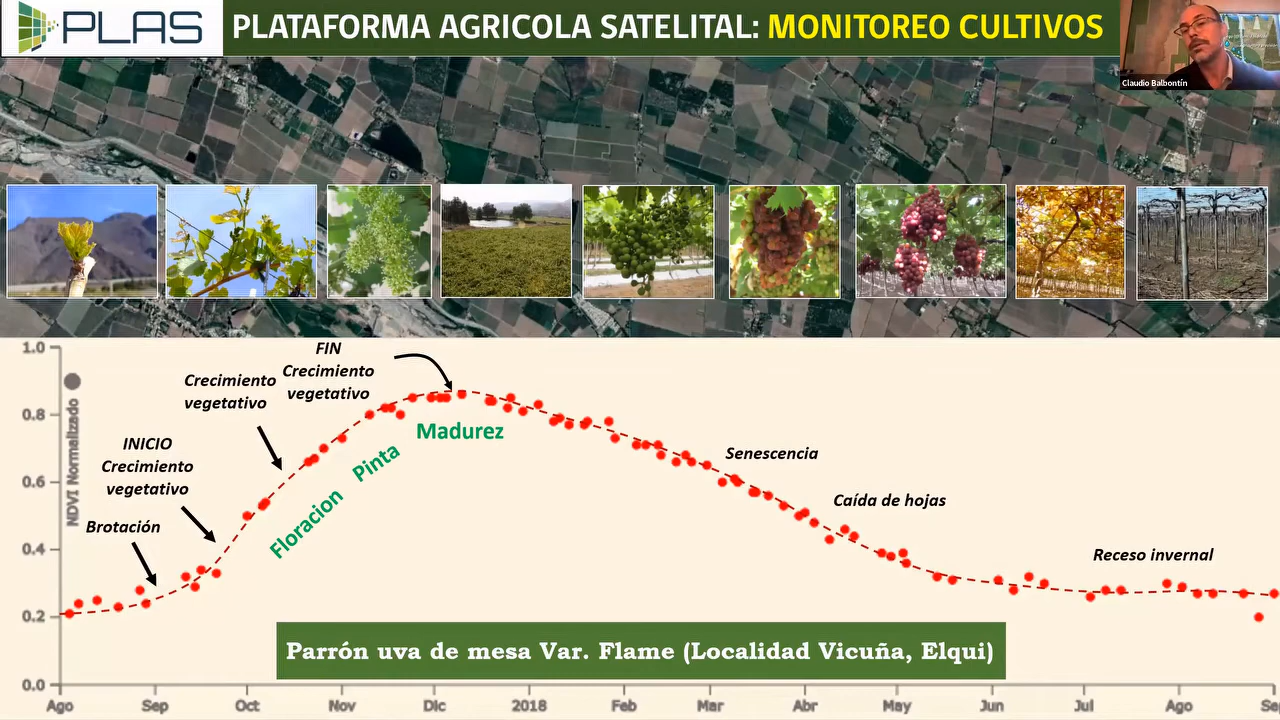 PLAS
PLATAFORMA AGRICOLA SATELITAL: MONITOREO CULTIVOS
Claudio Balbontín
1.0
0.8
0.6
0.4
0.2
0.0
NDVI Normalizado
Brotación
INICIO
Crecimiento
vegetativo
Crecimiento
vegetativo
FIN
Crecimiento
vegetativo
Floracion
Pinta
Madurez
Senescencia
Caída de hojas
Receso invernal
Parrón uva de mesa Var. Flame (Localidad Vicuña, Elqui)
Ago Sep Oct Nov Dic 2018 Feb Mar Abr May Jun Jul Ago Se